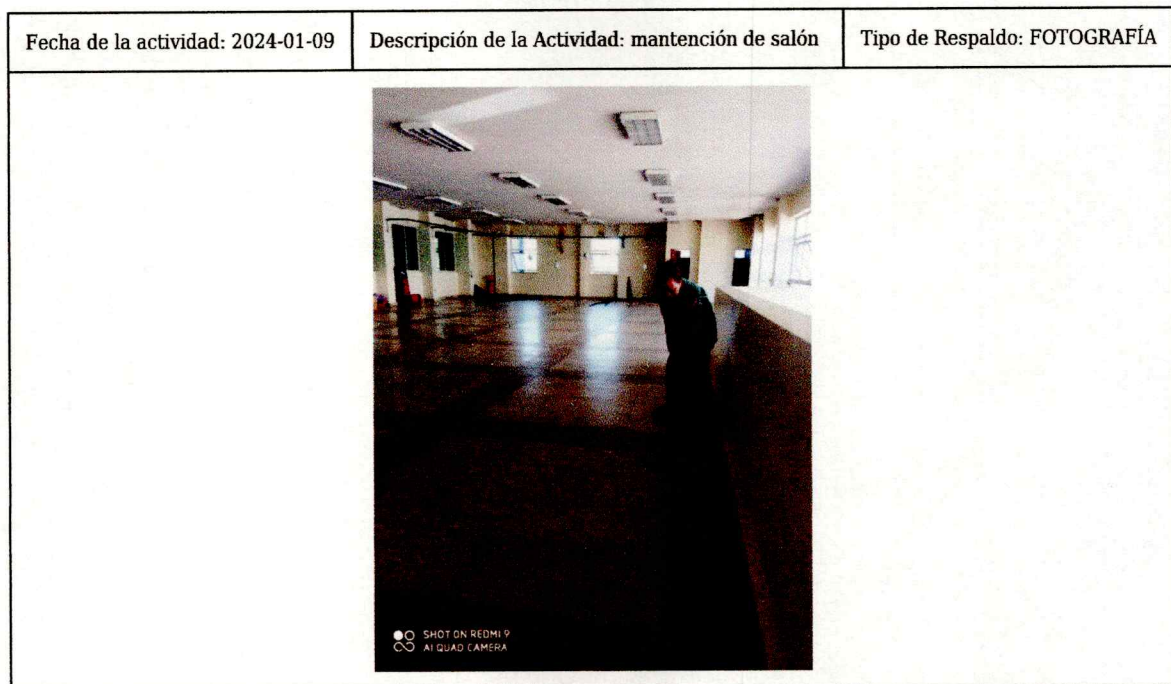 Fecha de la actividad: 2024-01-09
Descripción de la Actividad: mantención de salón
Tipo de Respaldo: FOTOGRAFÍA
SHOT ON REDMI 9
AI QUAD CAMERA